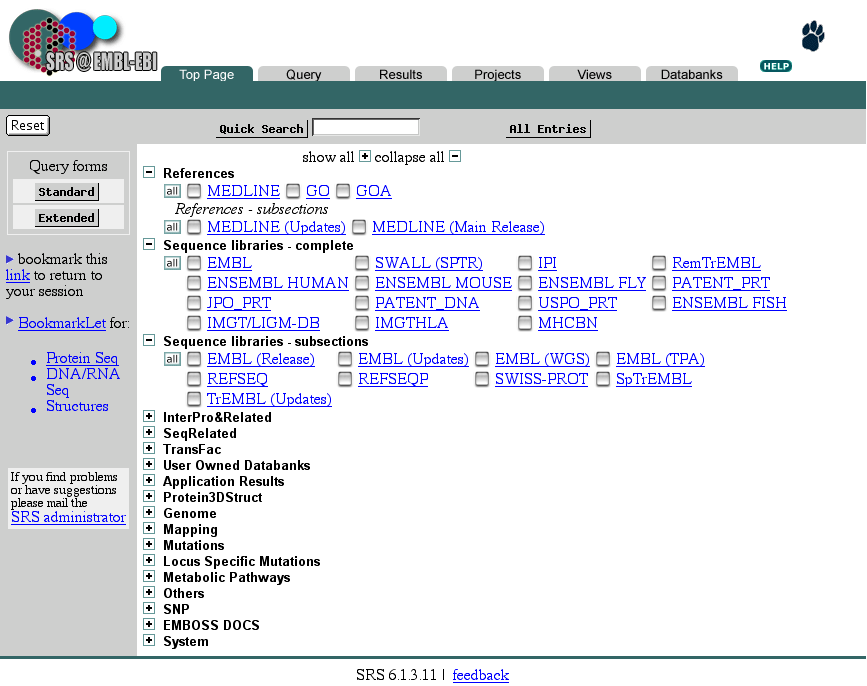 SRS@EMBL-EBI
HELP
Top Page Query Results Projects Views Databanks
Reset Quick Search All Entries
show all collapse all
Query forms
Standard
Extended
bookmark this
link to return to
your session
BookmarkLet for:
Protein Seq
DNA/RNA
Seq
Structures
If you find problems
or have suggestions
please mail the
SRS administrator
References
all MEDLINE GO GOA
References - subsections
all MEDLINE (Updates) MEDLINE (Main Release)
Sequence libraries - complete
all EMBL SWALL (SPTR) IPI RemTrEMBL
ENSEMBL HUMAN ENSEMBL MOUSE ENSEMBL FLY PATENT_PRT
JPO_PRT PATENT_DNA USPO_PRT ENSEMBL FISH
IMGT/LIGM-DB IMGTHLA MHCBN
Sequence libraries - subsections
all EMBL (Release) EMBL (Updates) EMBL (WGS) EMBL (TPA)
REFSEQ REFSEQP SWISS-PROT SpTrEMBL
TrEMBL (Updates)
InterPro&Related
SeqRelated
TransFac
User Owned Databanks
Application Results
Protein3DStruct
Genome
Mapping
Mutations
Locus Specific Mutations
Metabolic Pathways
Others
SNP
EMBOSS DOCS
System
SRS 6.1.3.11 | feedback